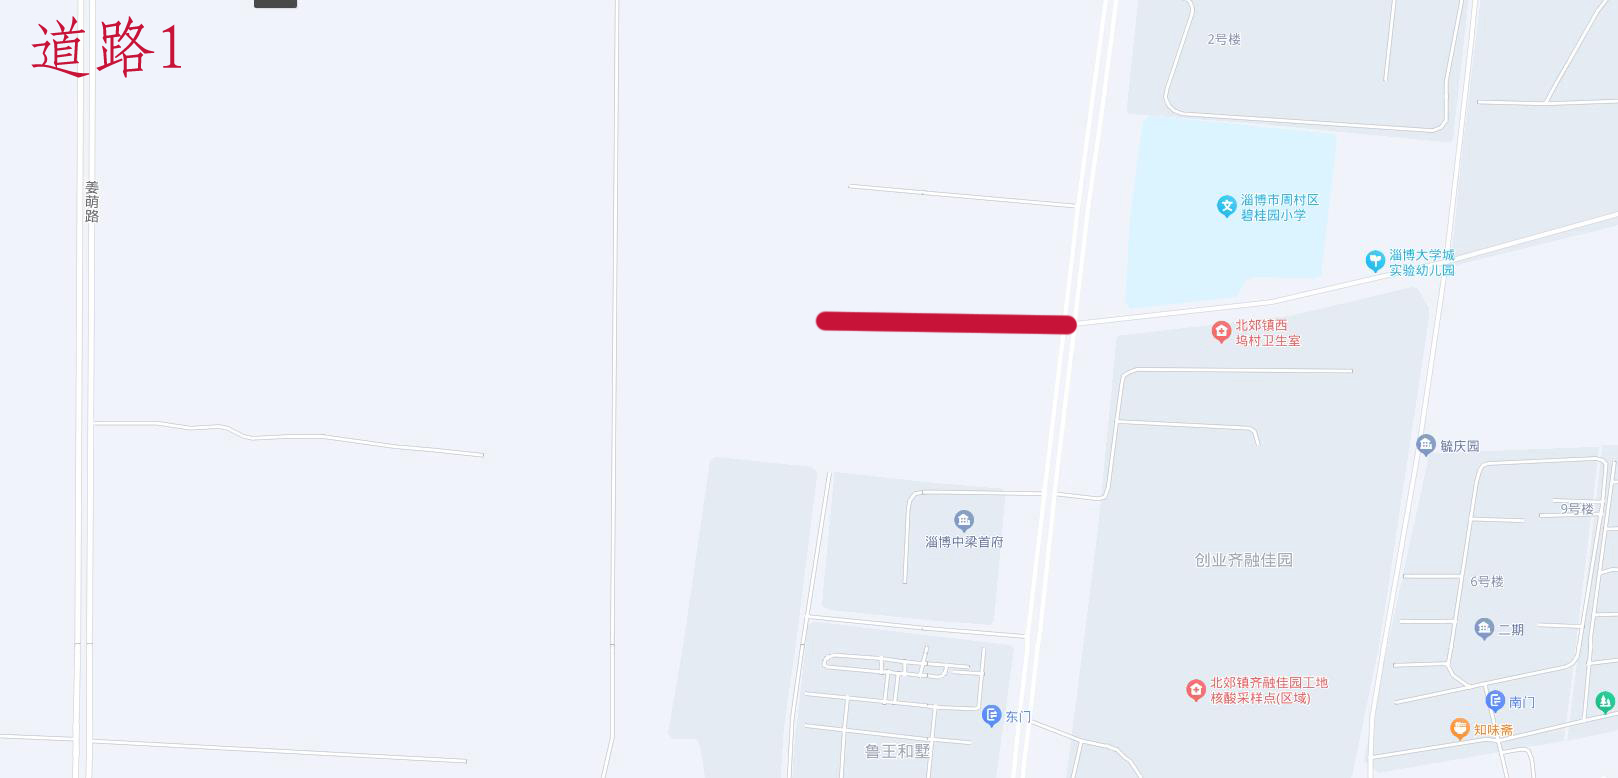 道路1
2号楼
姜萌路
淄博市周村区
碧桂园小学
淄博大学城
实验幼儿园
北郊镇西
坞村卫生室
毓庆园
9号楼
淄博中梁首府
创业齐融佳园
6号楼
二期
北郊镇齐融佳园工地
核酸采样点(区域)
南门
东门
知味斋
鲁王和墅